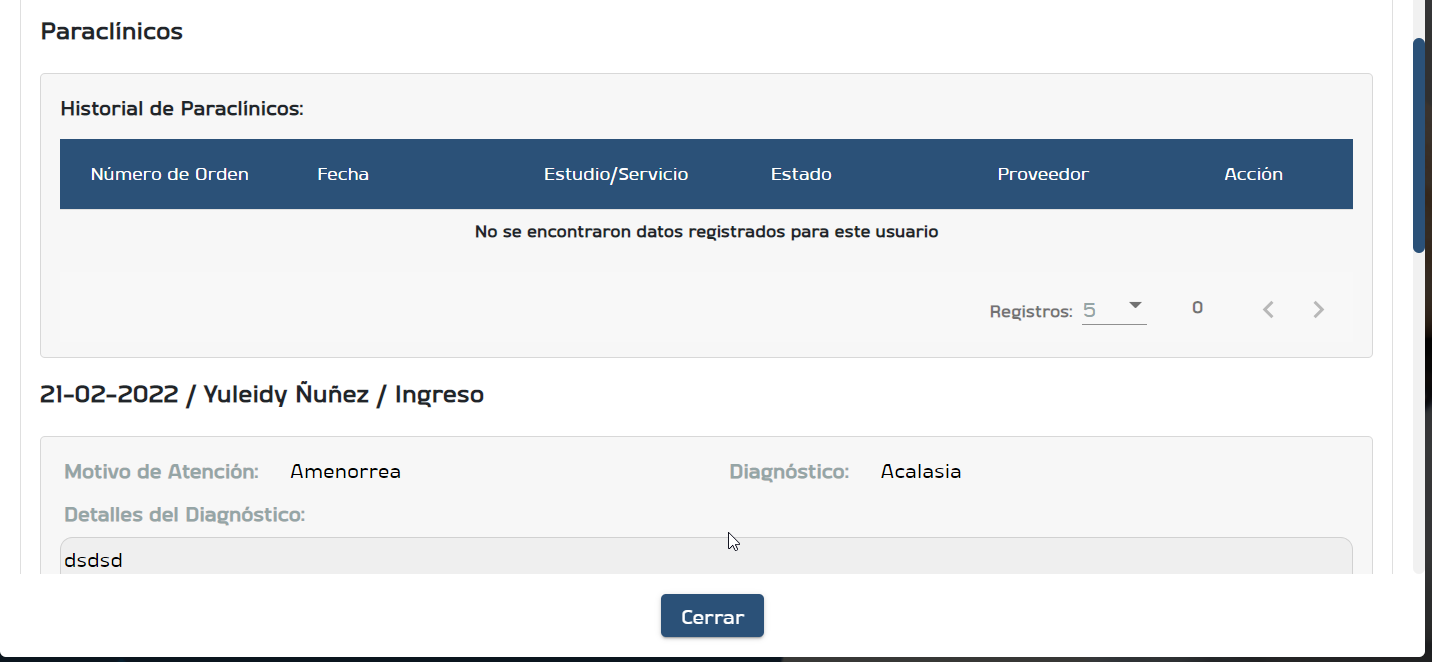 Paraclínicos
Historial de Paraclínicos:
Número de Orden Fecha Estudio/Servicio Estado Proveedor Acción
No se encontraron datos registrados para este usuario
Registros: 5 0
21-02-2022 / Yuleidy Ñuñez / Ingreso
Motivo de Atención: Amenorrea Diagnóstico: Acalasia
Detalles del Diagnóstico:
dsdsd
Cerrar